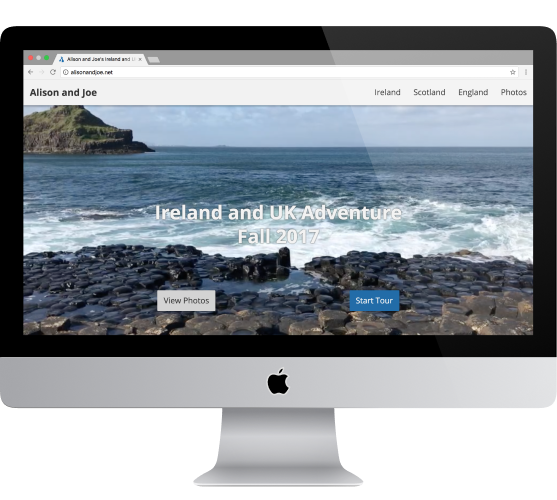 Alison and Joe's Ireland and U
alisonandjoe.net
Alison and Joe
Ireland Scotland England Photos
Ireland and UK Adventure
Fall 2017
View Photos
Start Tour